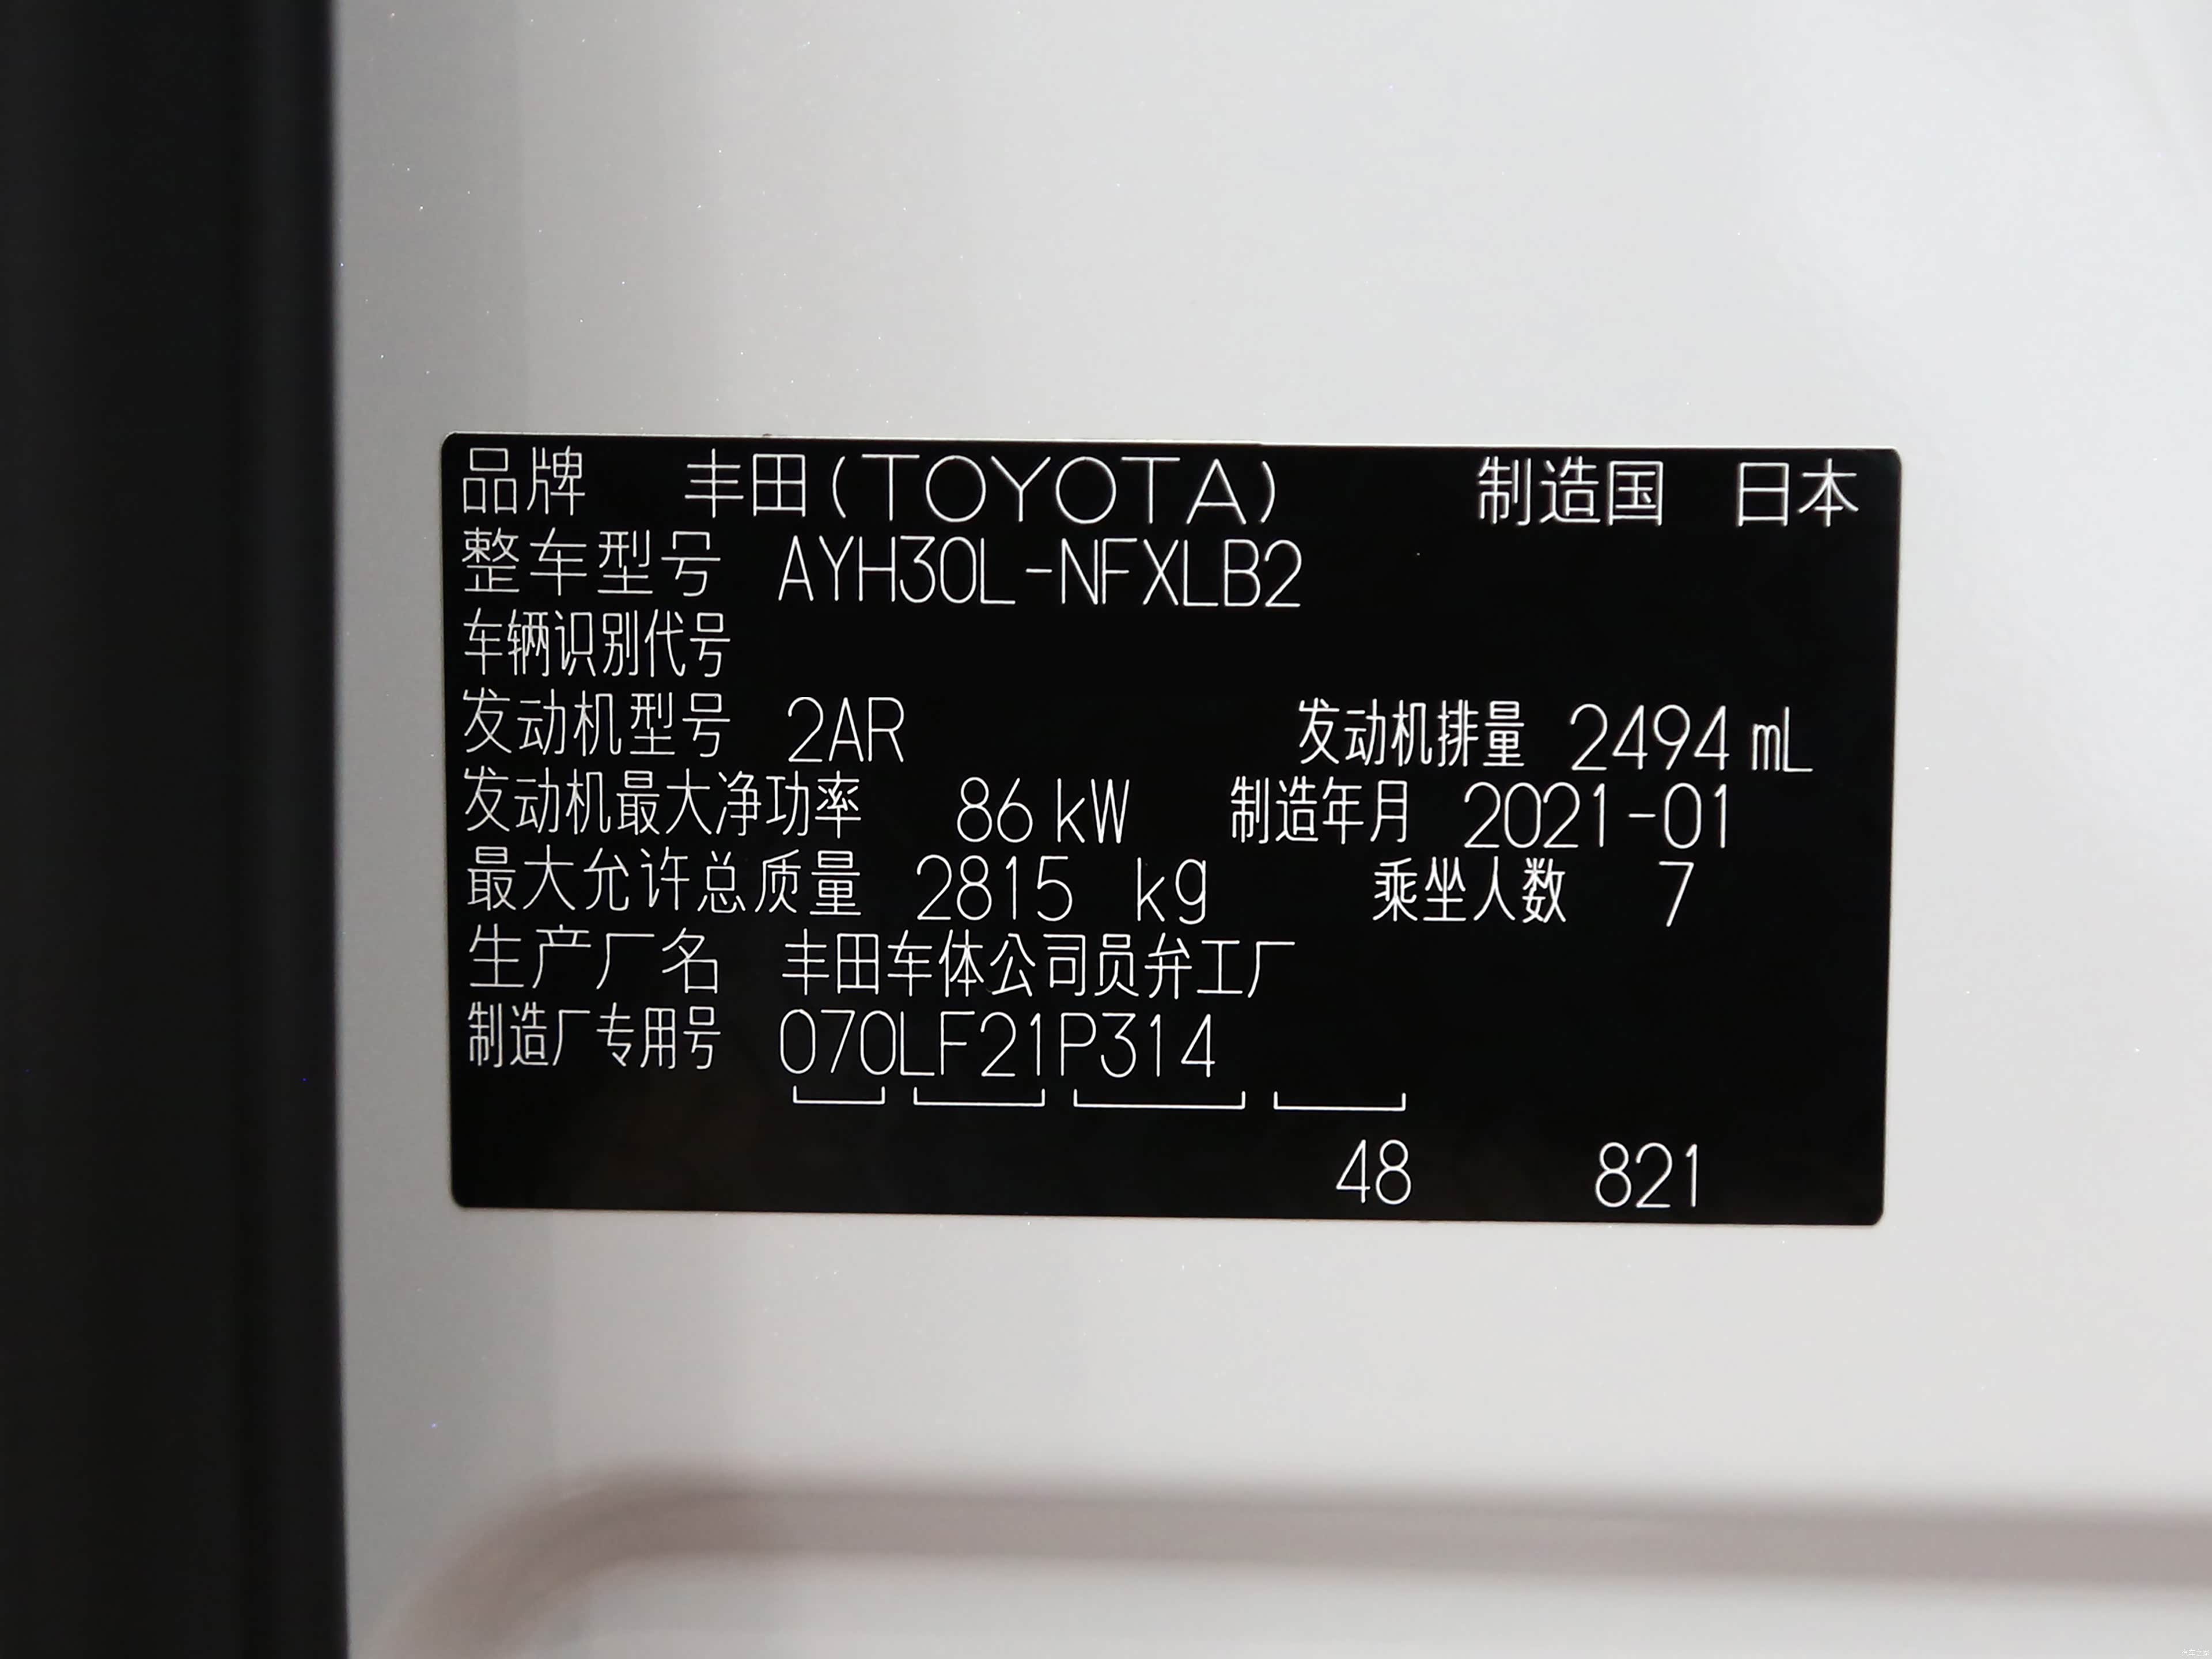 品牌 丰田(TOYOTA) 制造国 日本
整车型号 AYH30L-NFXLB2
车辆识别代号
发动机型号 2AR 发动机排量 2494 mL
发动机最大净功率 86 kW 制造年月 2021-01
最大允许总质量 2815 kg 乘坐人数 7
生产厂名 丰田车体公司员弁工厂
制造厂专用号 070LF21P314
48 821
汽车之家